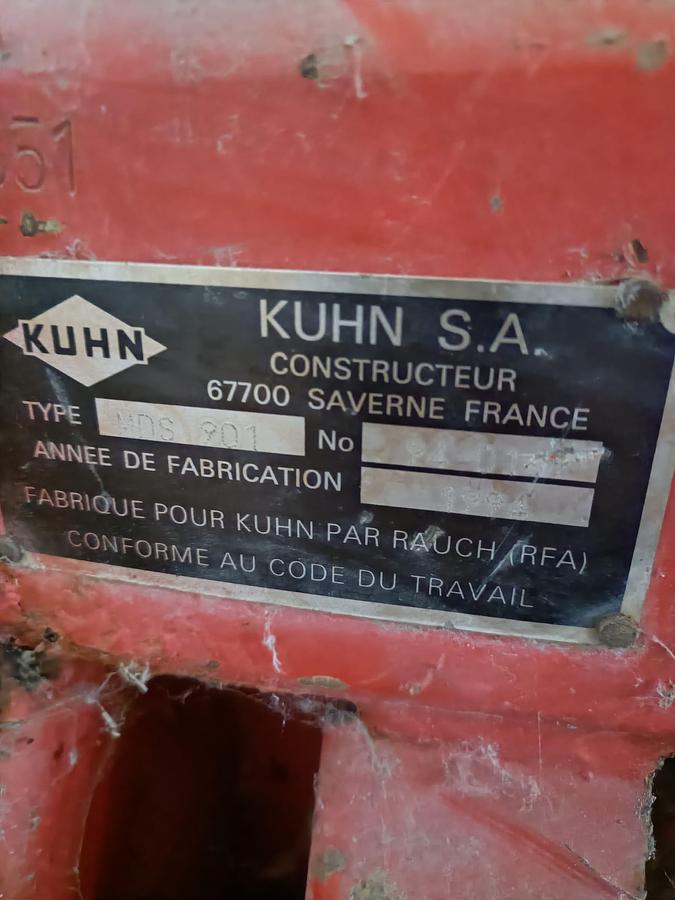 51
KUHN
KUHN S.A.
CONSTRUCTEUR
67700 SAVERNE FRANCE
TYPE MDS 901 No
ANNEE DE FABRICATION 1994
FABRIQUE POUR KUHN PAR RAUCH (RFA)
CONFORME AU CODE DU TRAVAIL